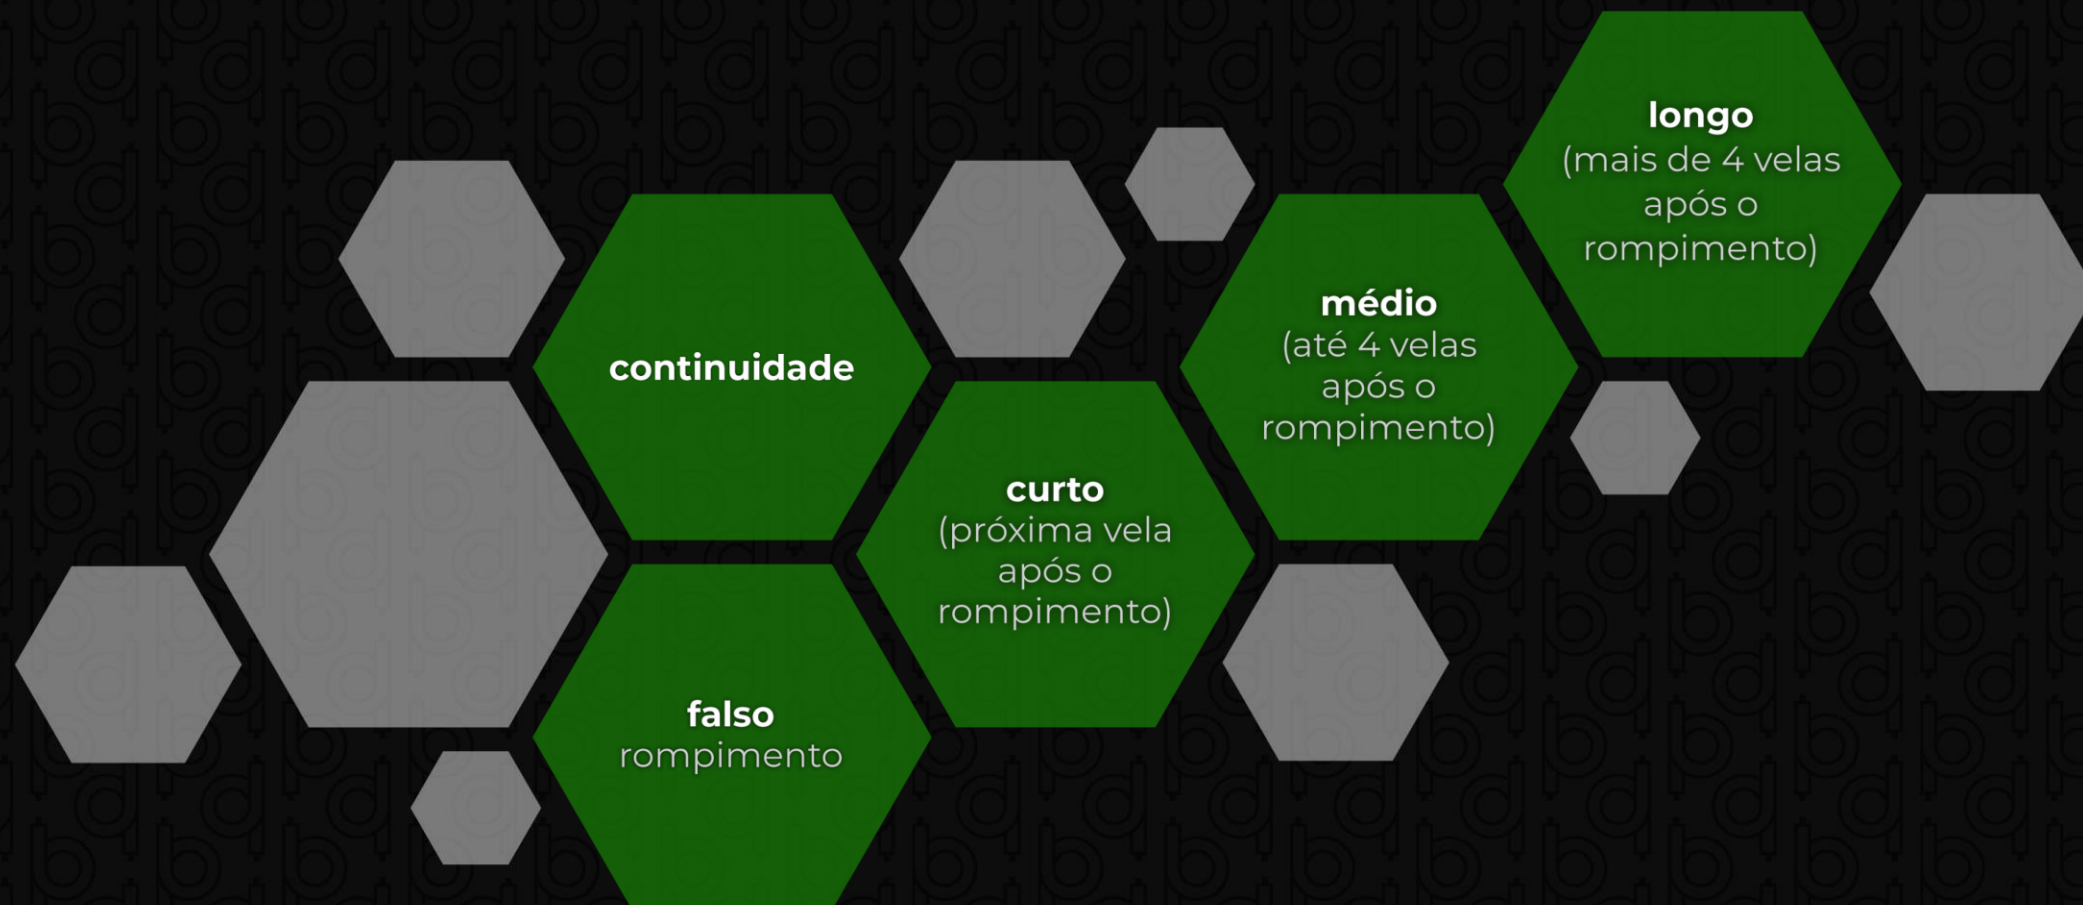 continuidade
falso
rompimento
curto
(próxima vela
após o
rompimento)
médio
(até 4 velas
após o
rompimento)
longo
(mais de 4 velas
após o
rompimento)